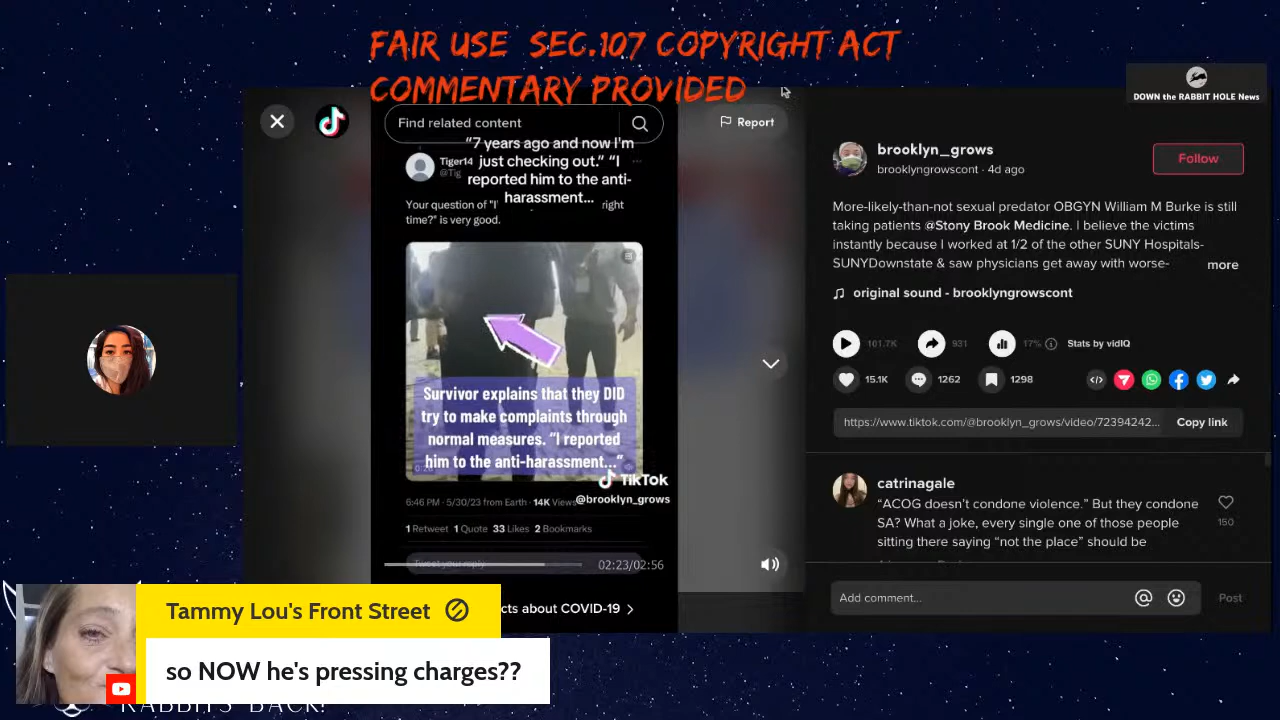 FAIR USE SEC.107 COPYRIGHT ACT
COMMENTARY PROVIDED
DOWN the RABBIT HOLE News
Find related content
Report
"7 years ago and now I'm
just checking out." "I
reported him to the anti-
harassment...
Tiger14
@Tig
Your question of "I'
right
time?" is very good.
Survivor explains that they DID
try to make complaints through
normal measures. "I reported
him to the anti-harassment..."
TikTok
@brooklyn_grows
6:46 PM · 5/30/23 from Earth · 14K Views
1 Retweet 1 Quote 33 Likes 2 Bookmarks
Tweet your reply
02:23/02:56
cts about COVID-19
brooklyn_grows
brooklyngrowscont · 4d ago
Follow
More-likely-than-not sexual predator OBGYN William M Burke is still
taking patients @Stony Brook Medicine. I believe the victims
instantly because I worked at 1/2 of the other SUNY Hospitals-
SUNYDownstate & saw physicians get away with worse-
more
original sound - brooklyngrowscont
101.7K
931
17%
Stats by vidIQ
15.1K
1262
1298
https://www.tiktok.com/@brooklyn_grows/video/72394242...
Copy link
catrinagale
"ACOG doesn't condone violence." But they condone
SA? What a joke, every single one of those people
sitting there saying "not the place" should be
150
Add comment...
Post
Tammy Lou's Front Street
so NOW he's pressing charges??
RABBITS BACK!